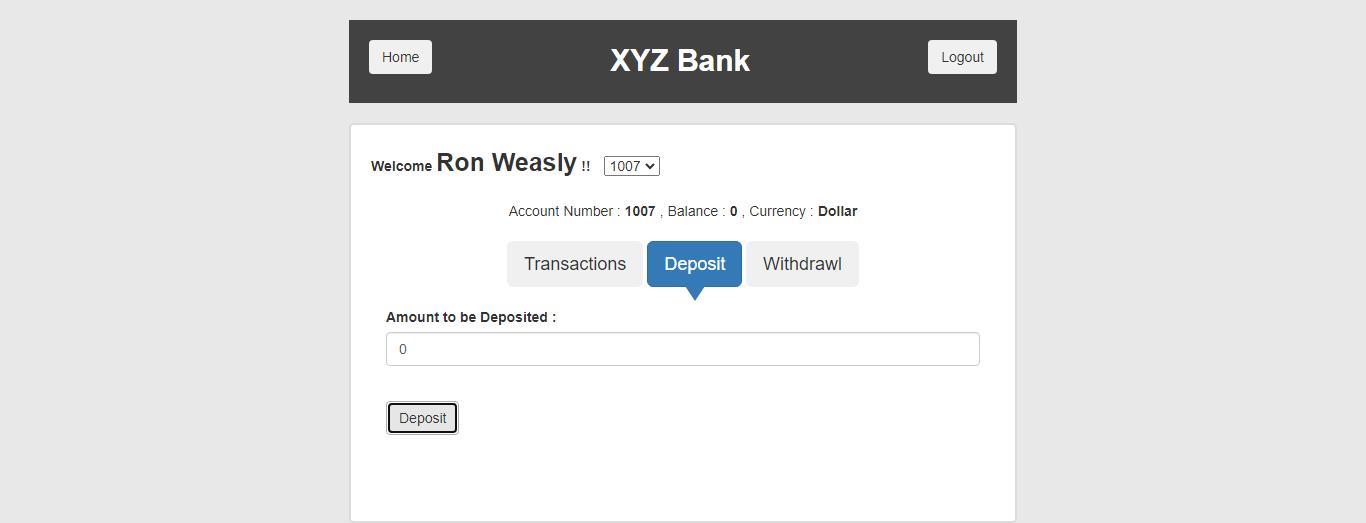 Home XYZ Bank Logout
Welcome Ron Weasly !! 1007
Account Number : 1007 , Balance : 0 , Currency : Dollar
Transactions Deposit Withdrawl
Amount to be Deposited :
0
Deposit